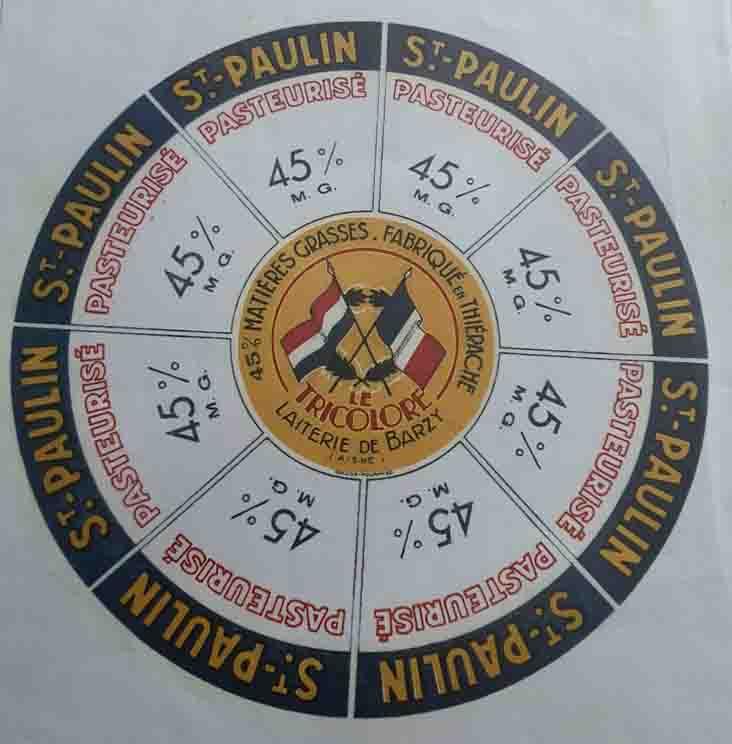 ST-PAULIN
PASTEURISÉ
45%
M. G.
ST-PAULIN
PASTEURISÉ
45%
M. G.
ST-PAULIN
PASTEURISÉ
45%
M. G.
ST-PAULIN
PASTEURISÉ
45%
M. G.
ST-PAULIN
PASTEURISÉ
45%
M. G.
ST-PAULIN
PASTEURISÉ
45%
M. G.
ST-PAULIN
PASTEURISÉ
45%
M. G.
ST-PAULIN
PASTEURISÉ
45%
M. G.
45% MATIÈRES GRASSES. FABRIQUÉ EN THIÉRACHE
LE
TRICOLORE
LAITERIE DE BARZY
(AISNE)